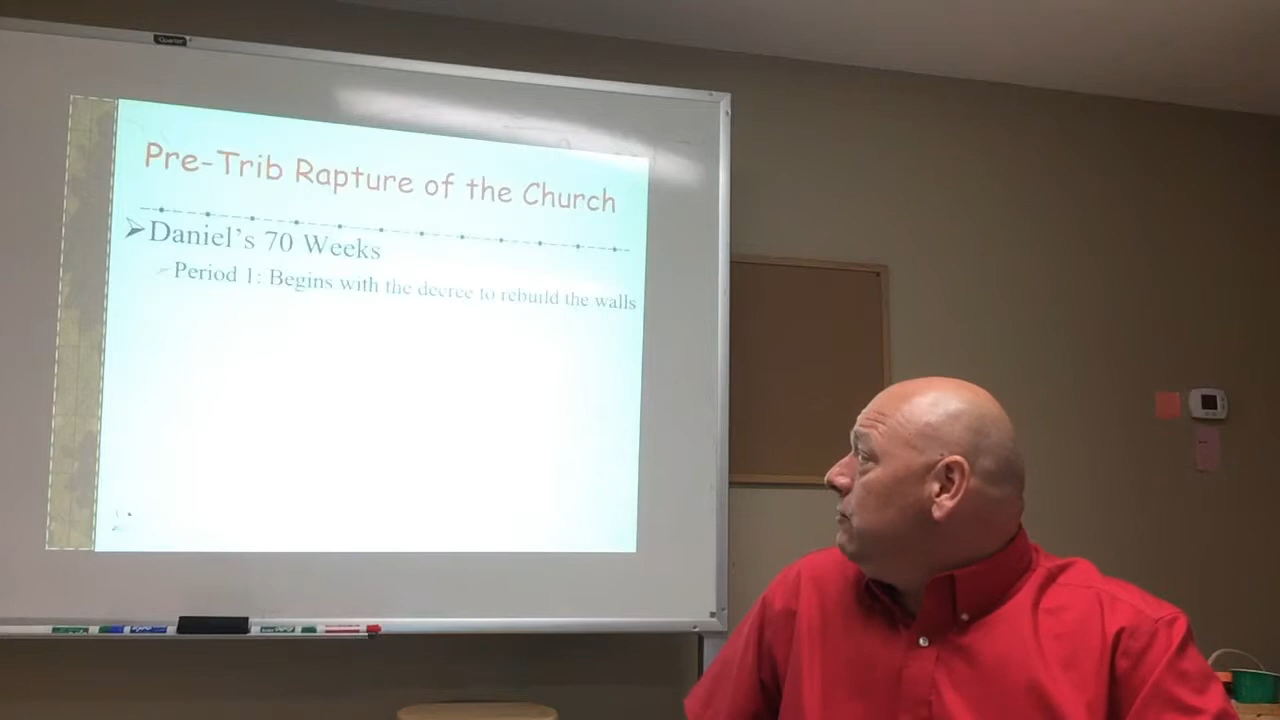 Quartet
Pre-Trib Rapture of the Church
Daniel's 70 Weeks
Period 1: Begins with the decree to rebuild the walls